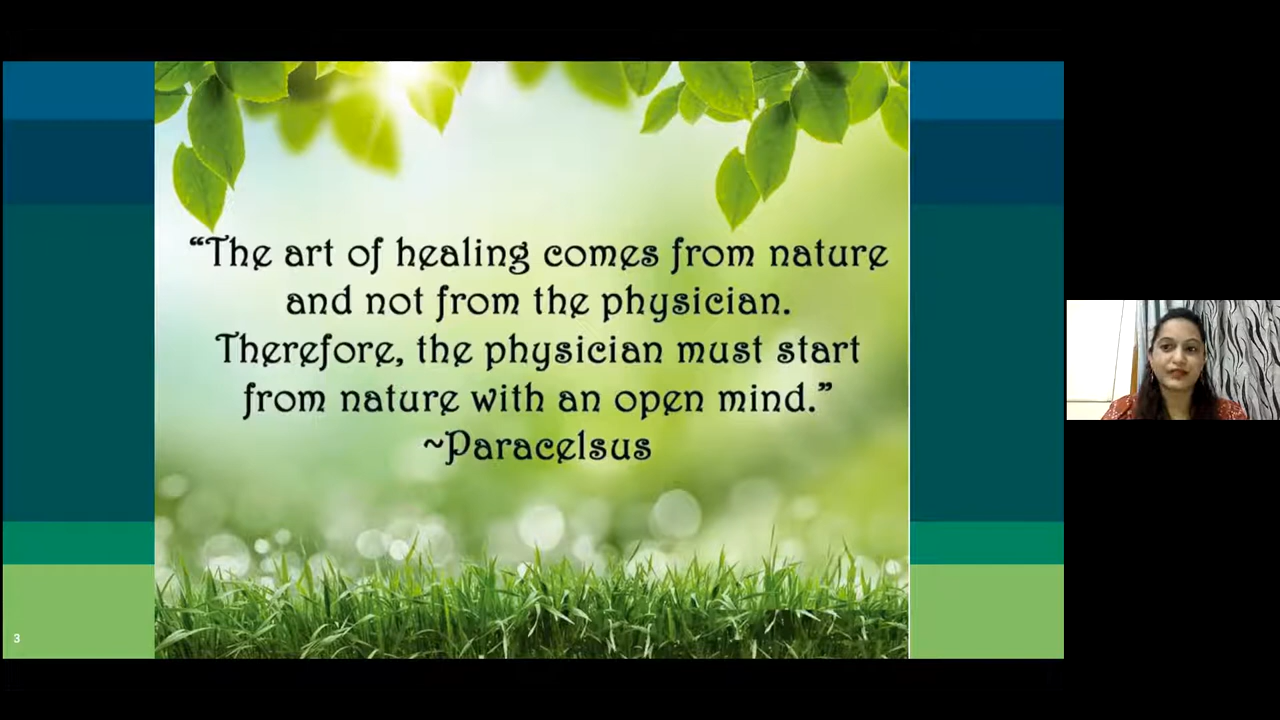 “The art of healing comes from nature
and not from the physician.
Therefore, the physician must start
from nature with an open mind.”
~Paracelsus
3